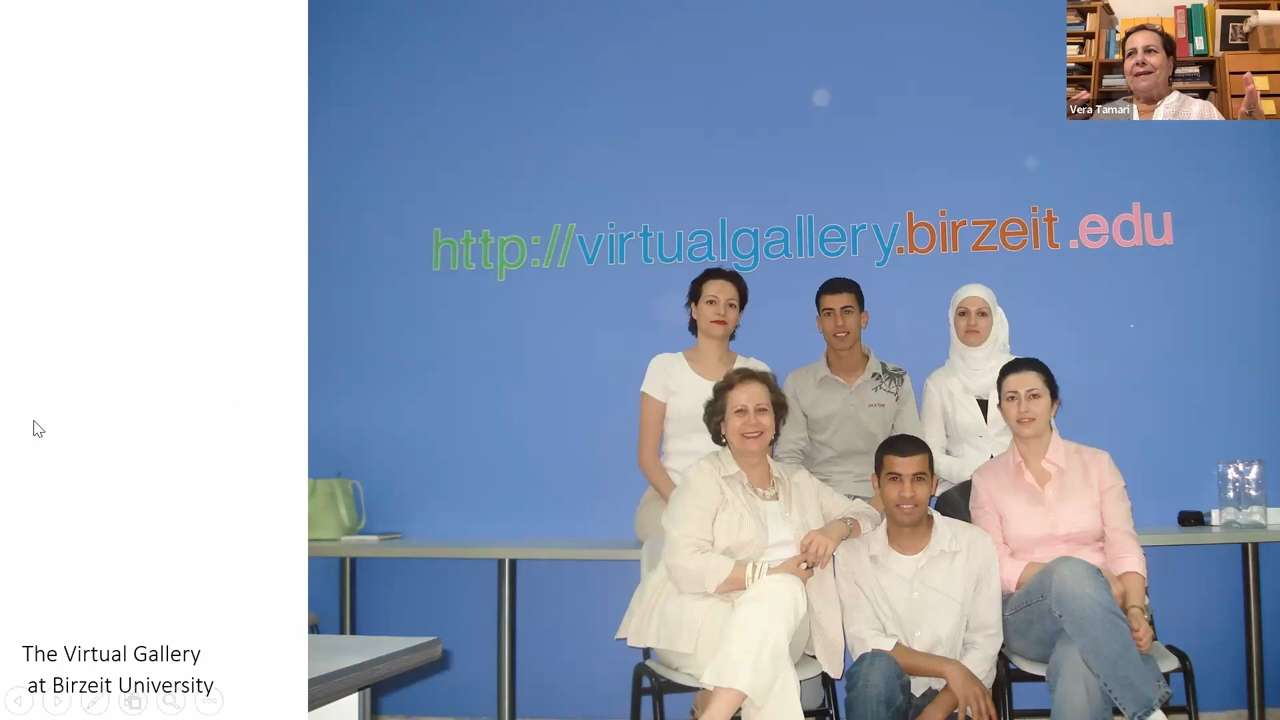 Vera Tamari
http://virtualgallery.birzeit.edu
The Virtual Gallery
at Birzeit University